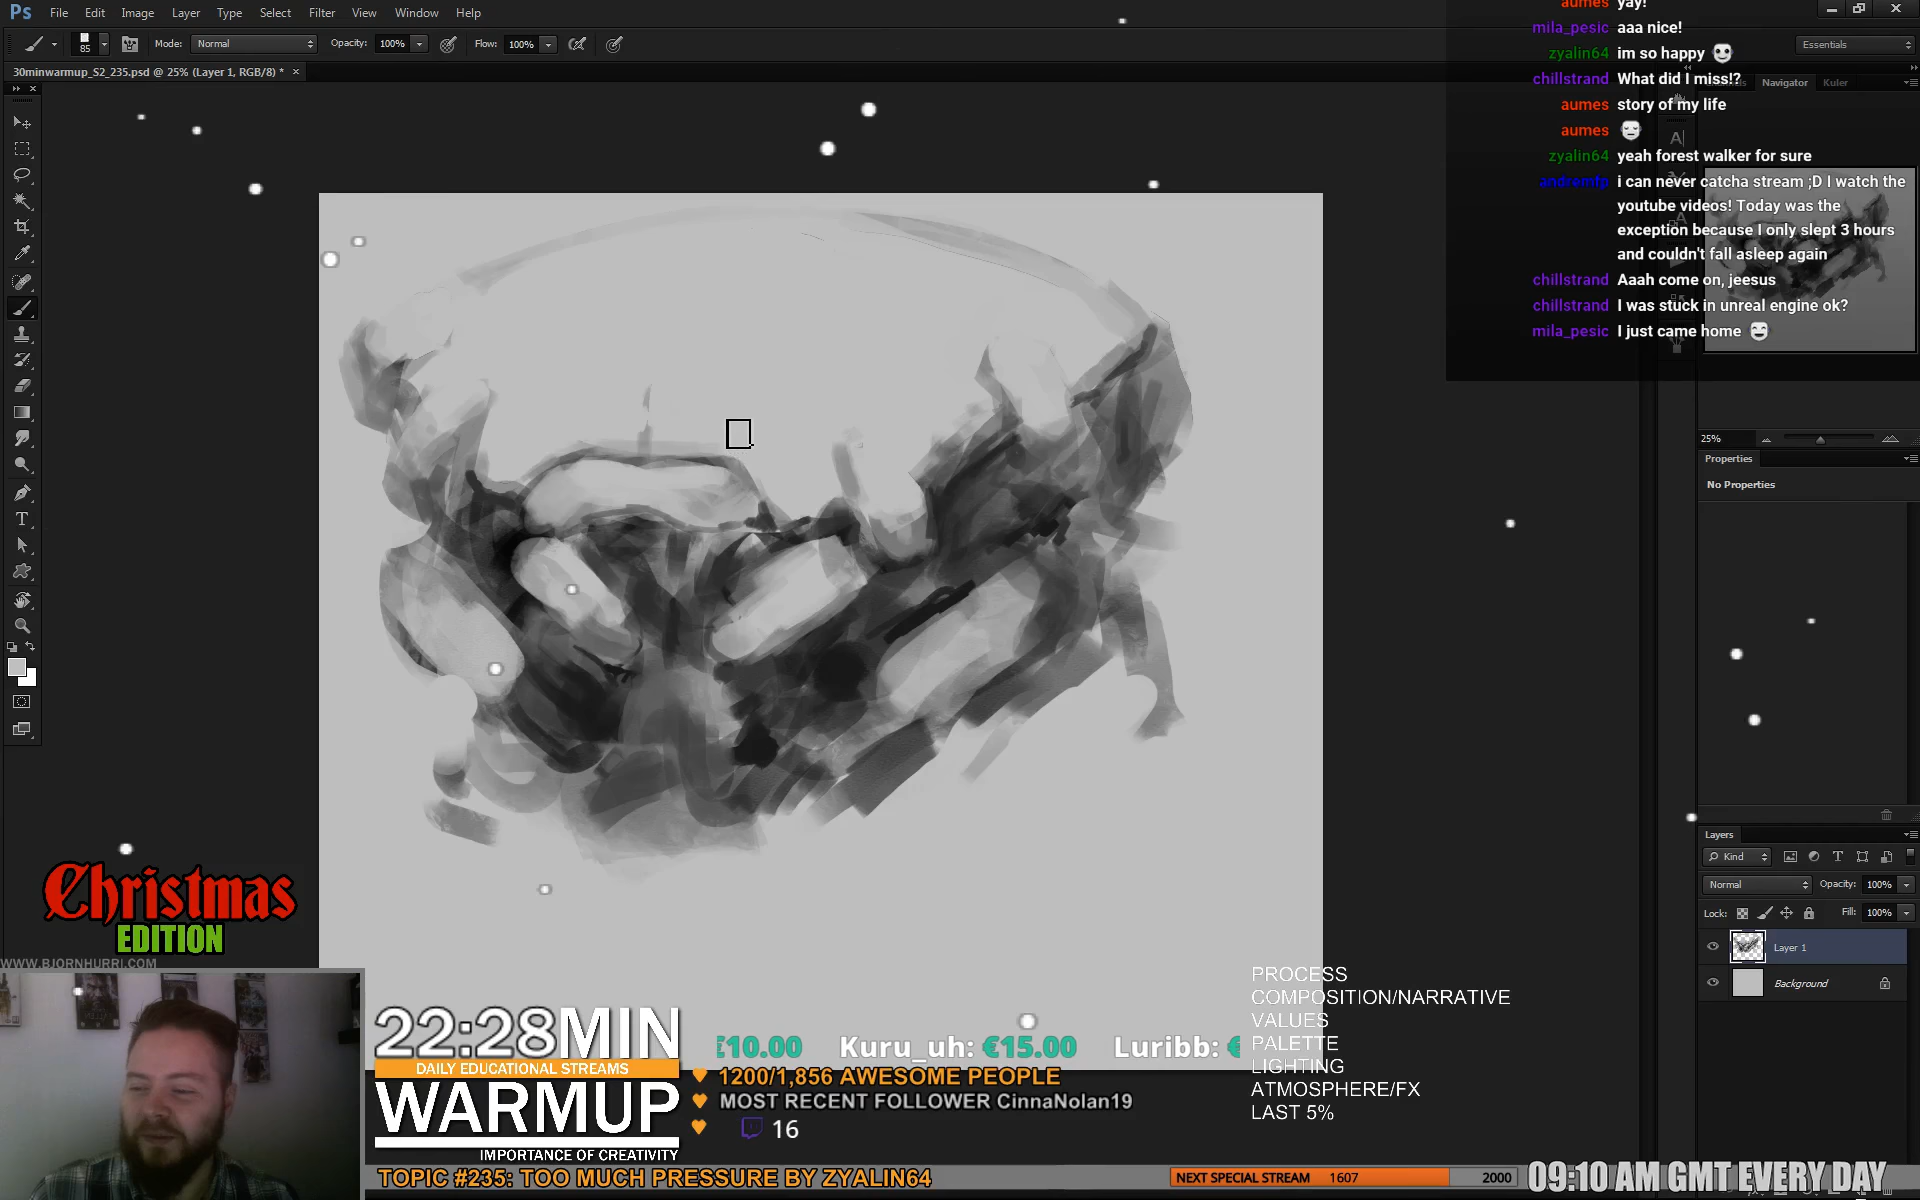 Ps File Edit Image Layer Type Select Filter View Window Help
85 Mode: Normal Opacity: 100% Flow: 100% Essentials
30minwarmup_S2_235.psd @ 25% (Layer 1, RGB/8) * ×
aumes yay!
mila_pesic aaa nice!
zyalin64 im so happy
chillstrand What did I miss!?
Navigator Kuler
aumes story of my life
aumes
zyalin64 yeah forest walker for sure
andremfp i can never catcha stream ;D I watch the
youtube videos! Today was the
exception because I only slept 3 hours
and couldn't fall asleep again
chillstrand Aaah come on, jeesus
chillstrand I was stuck in unreal engine ok?
mila_pesic I just came home
25%
Properties
No Properties
Layers
Kind
Normal Opacity: 100%
Lock: Fill: 100%
Layer 1
Background
Christmas
EDITION
WWW.BJORNHURRI.COM
22:28MIN
DAILY EDUCATIONAL STREAMS
WARMUP
IMPORTANCE OF CREATIVITY
€10.00 Kuru_uh: €15.00 Luribb: €
1200/1,856 AWESOME PEOPLE
MOST RECENT FOLLOWER CinnaNolan19
16
PROCESS
COMPOSITION/NARRATIVE
VALUES
PALETTE
LIGHTING
ATMOSPHERE/FX
LAST 5%
TOPIC #235: TOO MUCH PRESSURE BY ZYALIN64
NEXT SPECIAL STREAM 1607 2000
09:10 AM GMT EVERY DAY